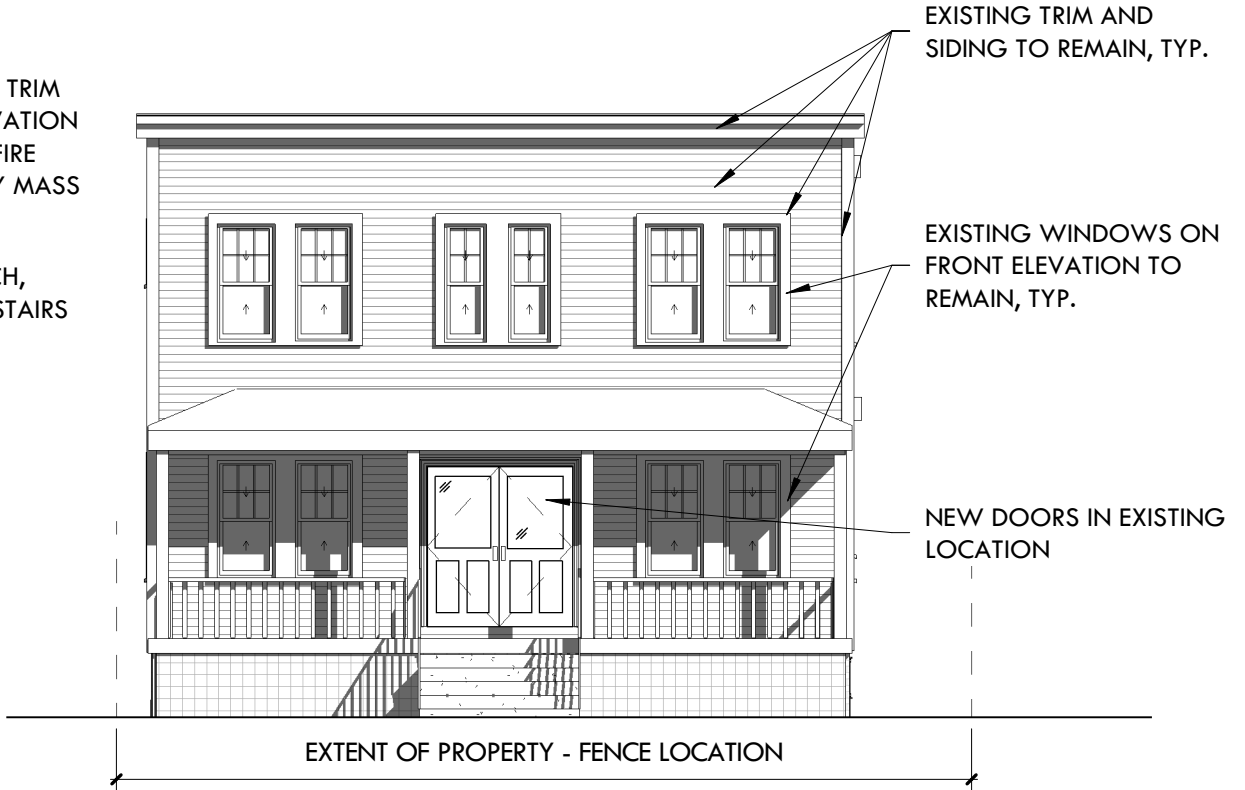 EXISTING TRIM AND
SIDING TO REMAIN, TYP.
TRIM
VATION
FIRE
Y MASS
CH,
STAIRS
EXISTING WINDOWS ON
FRONT ELEVATION TO
REMAIN, TYP.
NEW DOORS IN EXISTING
LOCATION
EXTENT OF PROPERTY - FENCE LOCATION